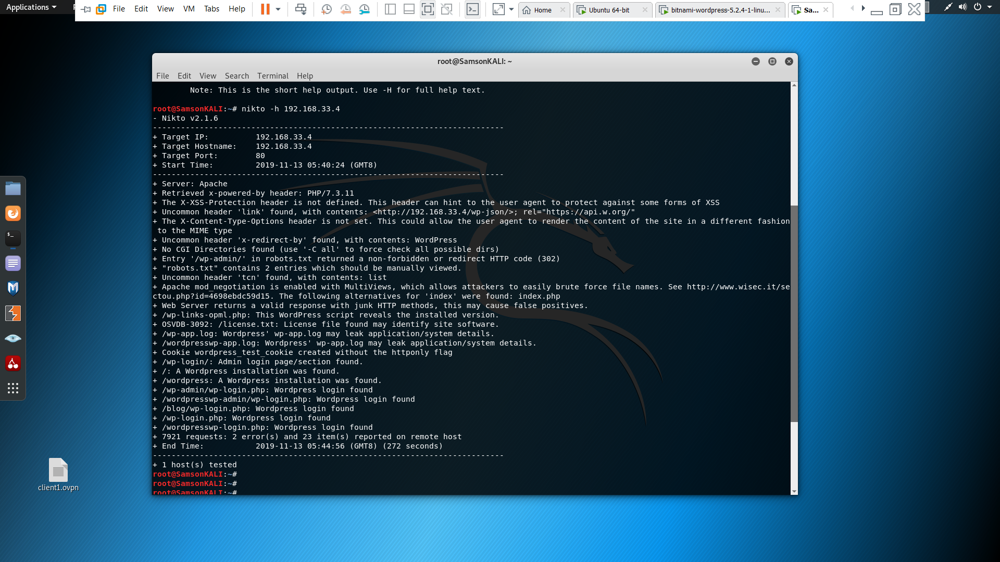 Applications
File Edit View VM Tabs Help
Home
Ubuntu 64-bit
bitnami-wordpress-5.2.4-1-linu...
Sa...
root@SamsonKALI: ~
File Edit View Search Terminal Help
Note: This is the short help output. Use -H for full help text.
root@SamsonKALI:~# nikto -h 192.168.33.4
- Nikto v2.1.6
---------------------------------------------------------------------------
+ Target IP:          192.168.33.4
+ Target Hostname:    192.168.33.4
+ Target Port:        80
+ Start Time:         2019-11-13 05:40:24 (GMT8)
---------------------------------------------------------------------------
+ Server: Apache
+ Retrieved x-powered-by header: PHP/7.3.11
+ The X-XSS-Protection header is not defined. This header can hint to the user agent to protect against some forms of XSS
+ Uncommon header 'link' found, with contents: <http://192.168.33.4/wp-json/>; rel="https://api.w.org/"
+ The X-Content-Type-Options header is not set. This could allow the user agent to render the content of the site in a different fashion
to the MIME type
+ Uncommon header 'x-redirect-by' found, with contents: WordPress
+ No CGI Directories found (use '-C all' to force check all possible dirs)
+ Entry '/wp-admin/' in robots.txt returned a non-forbidden or redirect HTTP code (302)
+ "robots.txt" contains 2 entries which should be manually viewed.
+ Uncommon header 'tcn' found, with contents: list
+ Apache mod_negotiation is enabled with MultiViews, which allows attackers to easily brute force file names. See http://www.wisec.it/se
ctou.php?id=4698ebdc59d15. The following alternatives for 'index' were found: index.php
+ Web Server returns a valid response with junk HTTP methods, this may cause false positives.
+ /wp-links-opml.php: This WordPress script reveals the installed version.
+ OSVDB-3092: /license.txt: License file found may identify site software.
+ /wp-app.log: Wordpress' wp-app.log may leak application/system details.
+ /wordpresswp-app.log: Wordpress' wp-app.log may leak application/system details.
+ Cookie wordpress_test_cookie created without the httponly flag
+ /wp-login/: Admin login page/section found.
+ /: A Wordpress installation was found.
+ /wordpress: A Wordpress installation was found.
+ /wp-admin/wp-login.php: Wordpress login found
+ /wordpresswp-admin/wp-login.php: Wordpress login found
+ /blog/wp-login.php: Wordpress login found
+ /wp-login.php: Wordpress login found
+ /wordpresswp-login.php: Wordpress login found
+ 7921 requests: 2 error(s) and 23 item(s) reported on remote host
+ End Time:           2019-11-13 05:44:56 (GMT8) (272 seconds)
---------------------------------------------------------------------------
+ 1 host(s) tested
root@SamsonKALI:~#
root@SamsonKALI:~#
root@SamsonKALI:~#
client1.ovpn